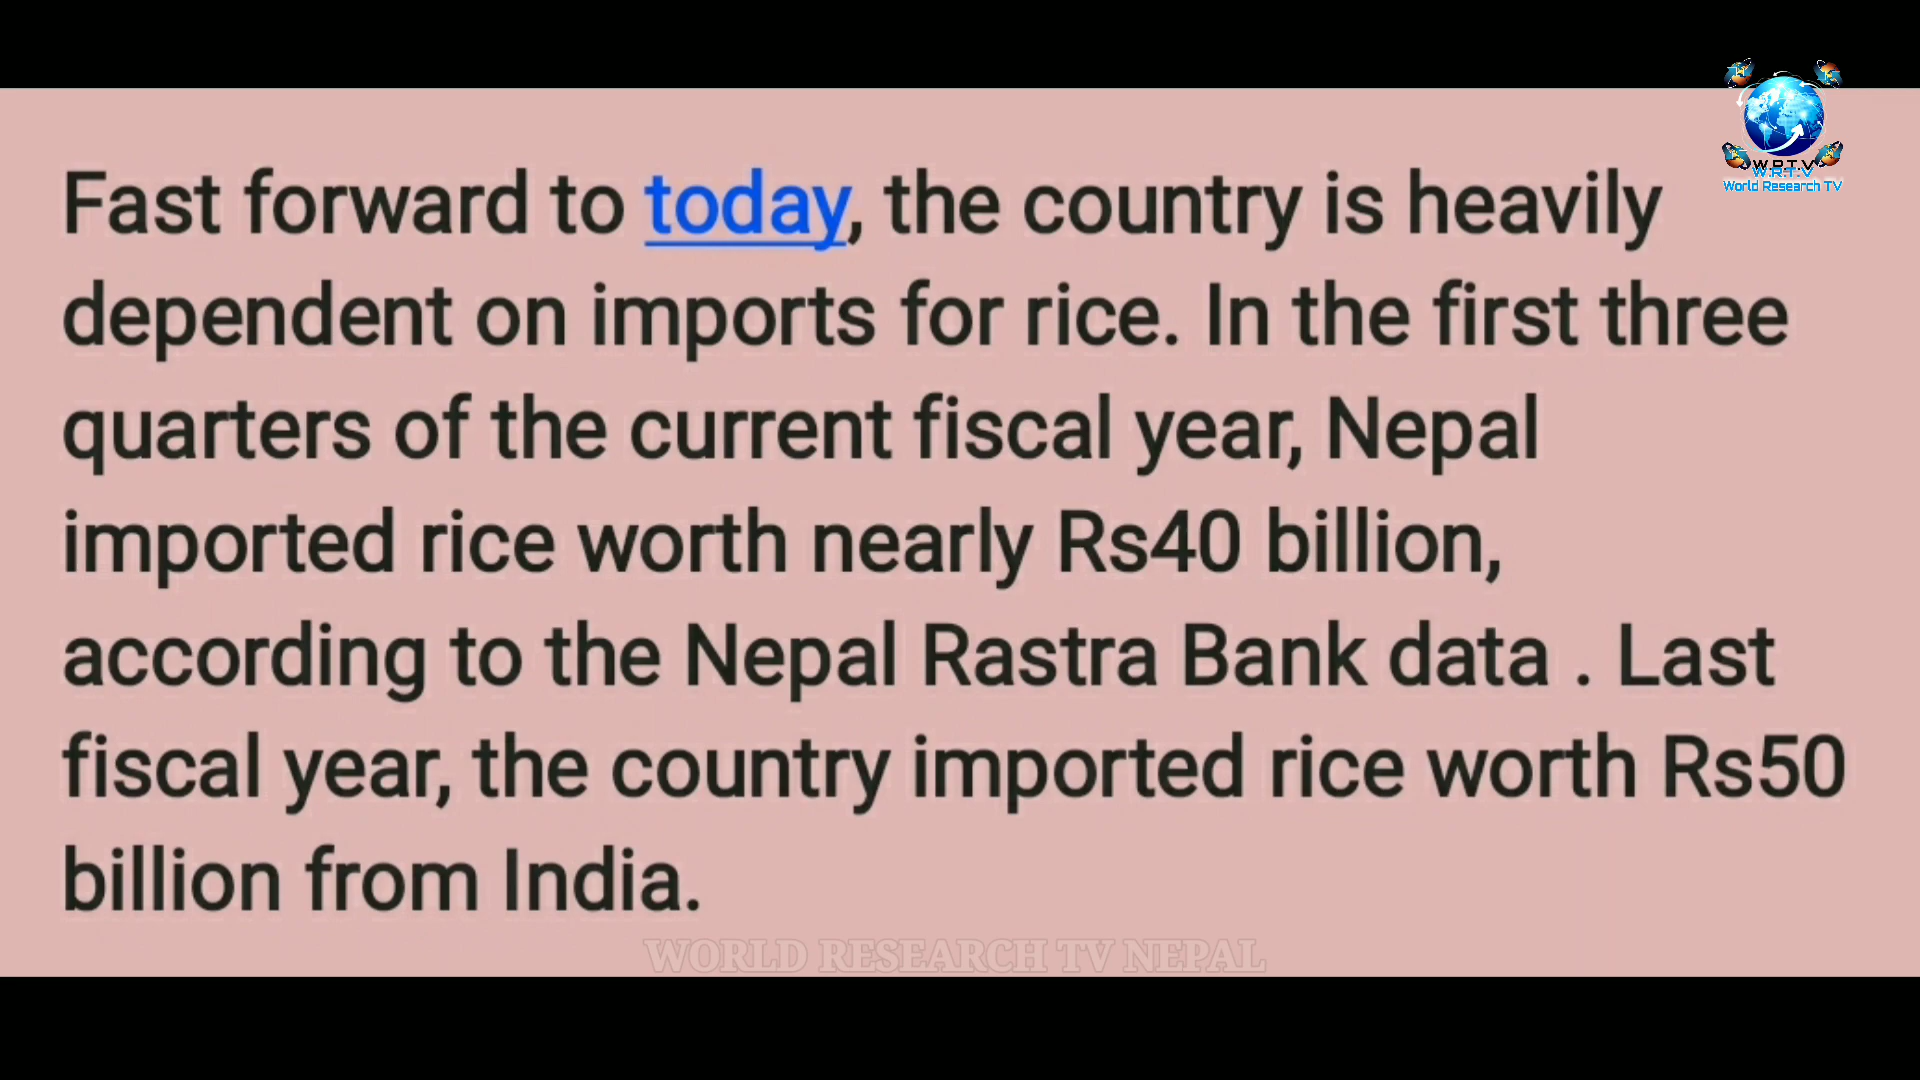 W.R.T.V
W.R.T.V
World Research TV
Fast forward to today, the country is heavily
dependent on imports for rice. In the first three
quarters of the current fiscal year, Nepal
imported rice worth nearly Rs40 billion,
according to the Nepal Rastra Bank data . Last
fiscal year, the country imported rice worth Rs50
billion from India.
WORLD RESEARCH TV NEPAL